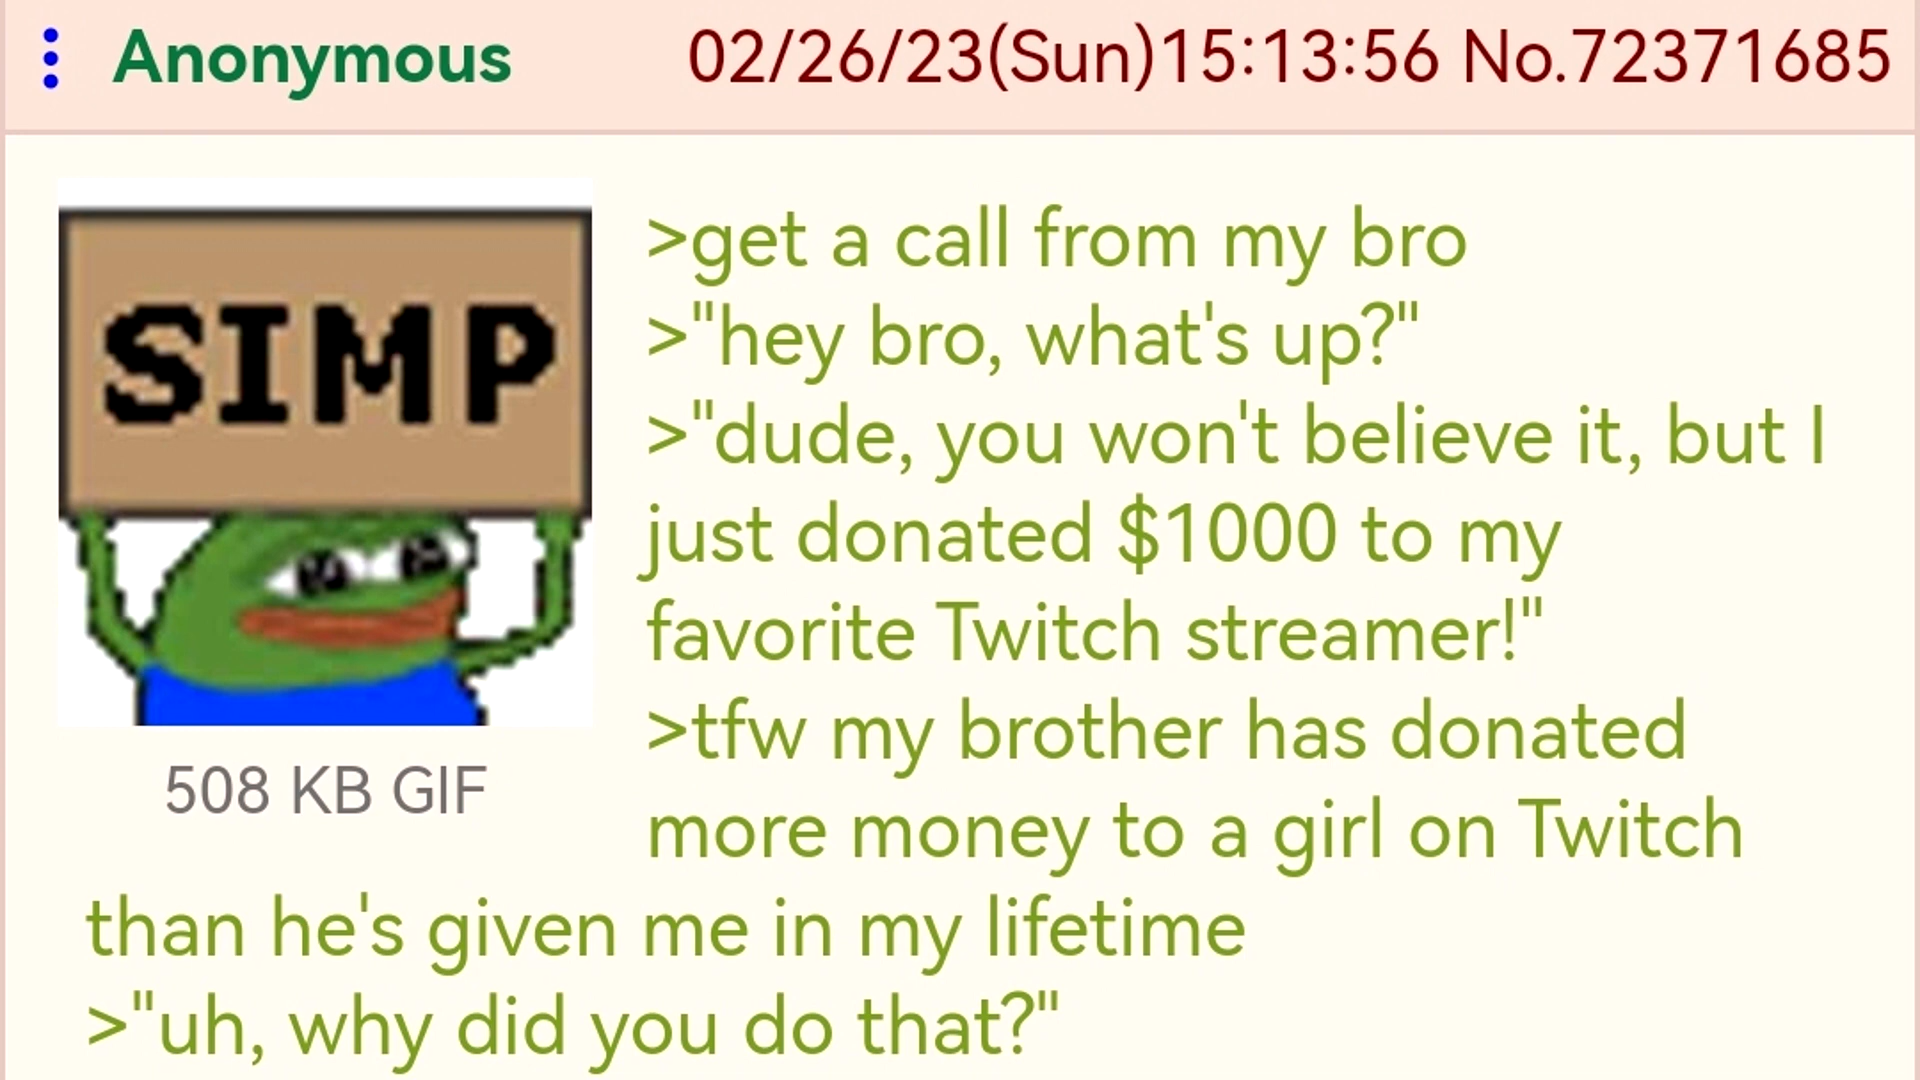 Anonymous 02/26/23(Sun)15:13:56 No.72371685
SIMP
508 KB GIF
>get a call from my bro
>"hey bro, what's up?"
>"dude, you won't believe it, but I
just donated $1000 to my
favorite Twitch streamer!"
>tfw my brother has donated
more money to a girl on Twitch
than he's given me in my lifetime
>"uh, why did you do that?"